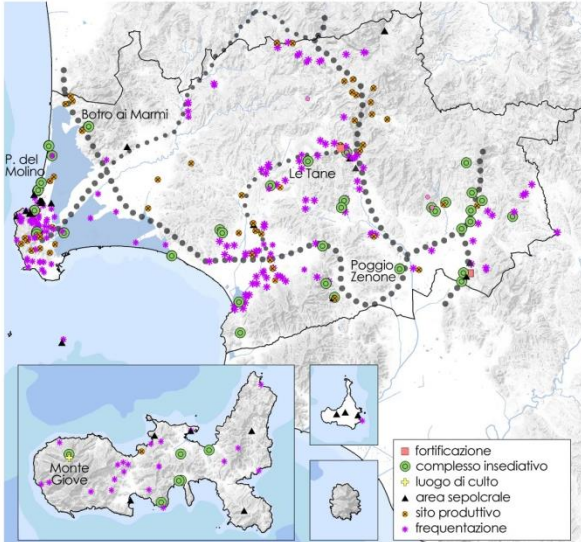 Botro ai Marmi
P. del
Molino
Le Tane
Poggio
Zenone
Monte
Giove
fortificazione
complesso insediativo
luogo di culto
area sepolcrale
sito produttivo
frequentazione